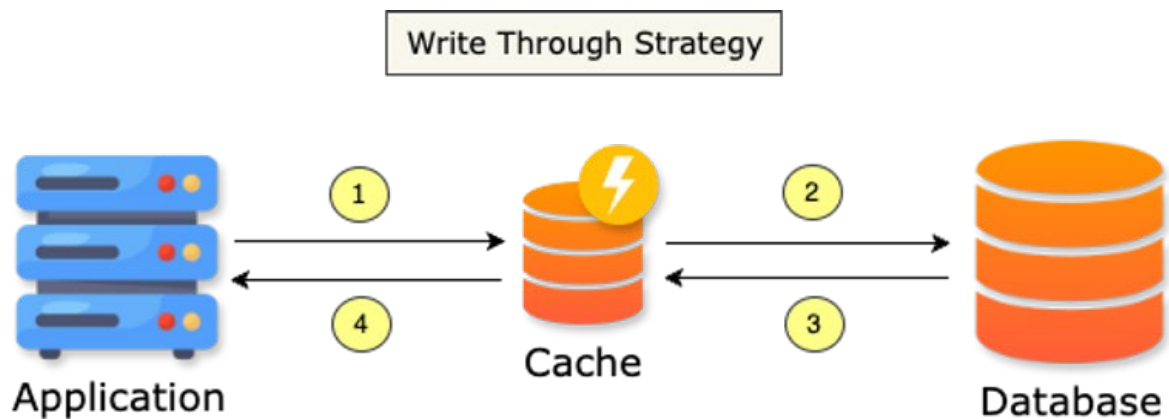 Write Through Strategy
1
2
4
3
Cache
Application
Database